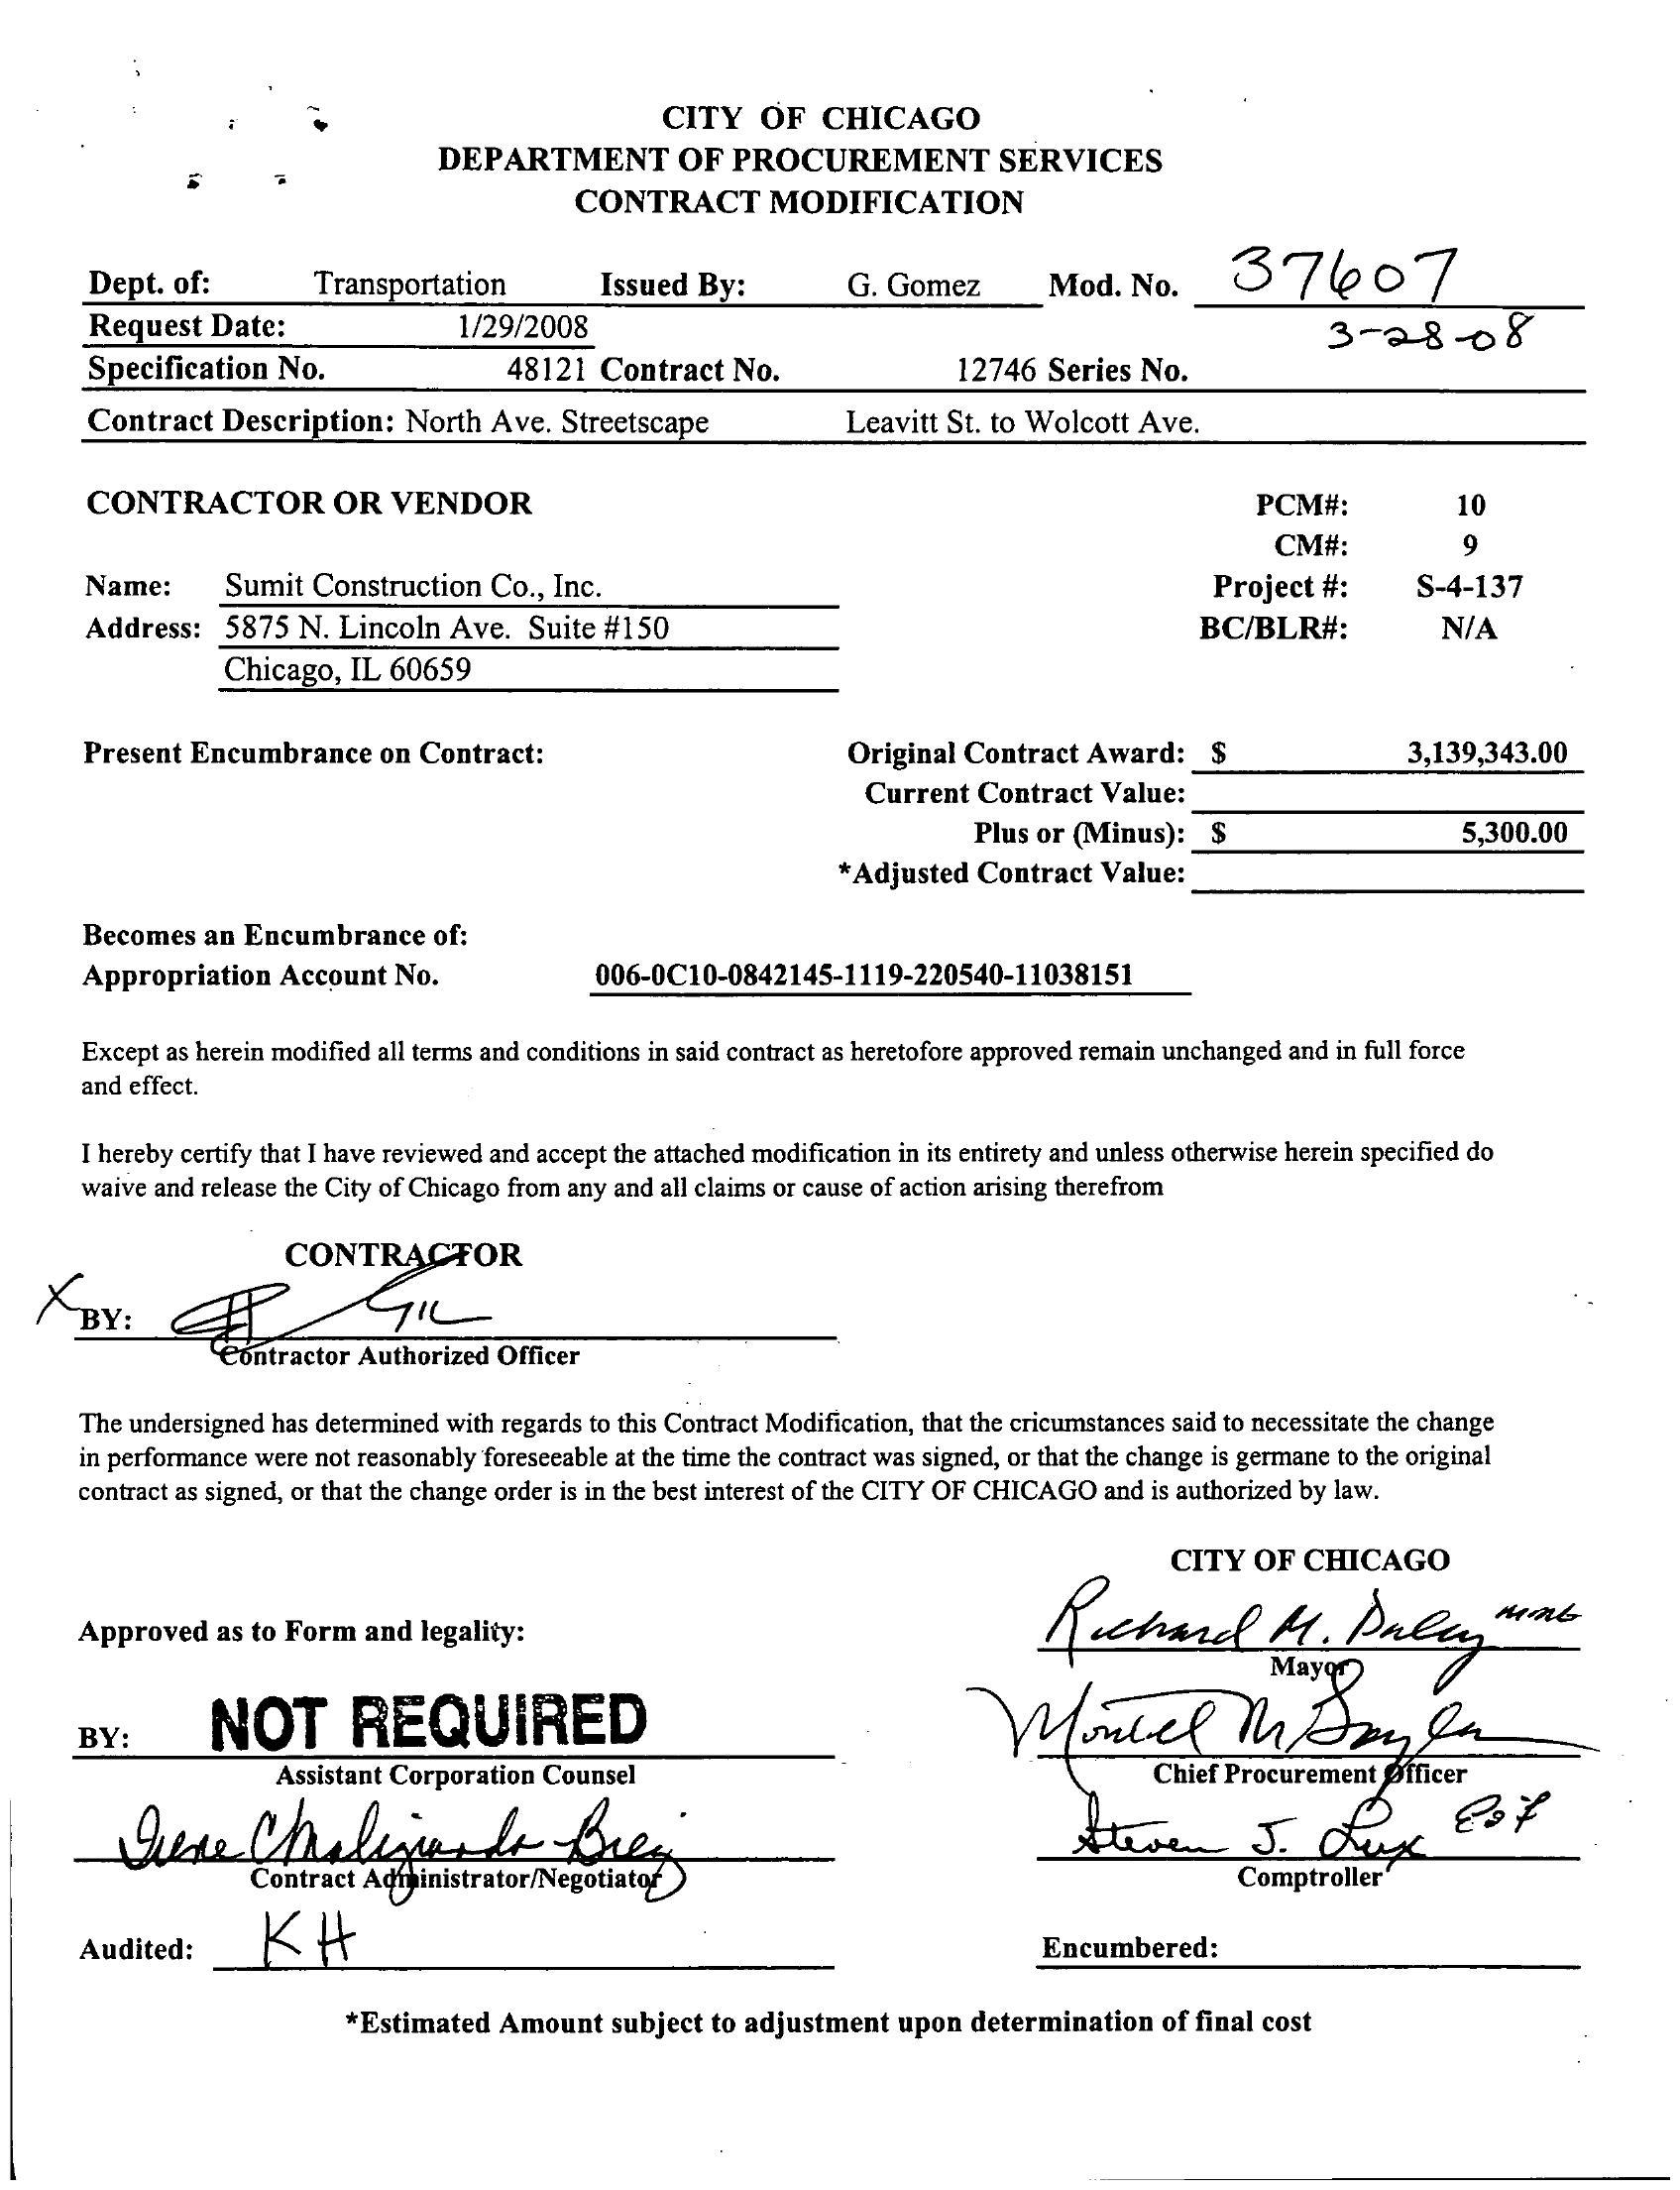 CITY OF CHICAGO
DEPARTMENT OF PROCUREMENT SERVICES
CONTRACT MODIFICATION
Dept. of: Transportation Issued By: G. Gomez Mod. No. 37607
Request Date: 1/29/2008 3-28-08
Specification No. 48121 Contract No. 12746 Series No.
Contract Description: North Ave. Streetscape Leavitt St. to Wolcott Ave.
CONTRACTOR OR VENDOR PCM#: 10
CM#: 9
Name: Sumit Construction Co., Inc. Project #: S-4-137
Address: 5875 N. Lincoln Ave. Suite #150 BC/BLR#: N/A
Chicago, IL 60659
Present Encumbrance on Contract: Original Contract Award: $ 3,139,343.00
Current Contract Value:
Plus or (Minus): $ 5,300.00
*Adjusted Contract Value:
Becomes an Encumbrance of:
Appropriation Account No. 006-0C10-0842145-1119-220540-11038151
Except as herein modified all terms and conditions in said contract as heretofore approved remain unchanged and in full force
and effect.
I hereby certify that I have reviewed and accept the attached modification in its entirety and unless otherwise herein specified do
waive and release the City of Chicago from any and all claims or cause of action arising therefrom
CONTRACTOR
X BY:
Contractor Authorized Officer
The undersigned has determined with regards to this Contract Modification, that the cricumstances said to necessitate the change
in performance were not reasonably foreseeable at the time the contract was signed, or that the change is germane to the original
contract as signed, or that the change order is in the best interest of the CITY OF CHICAGO and is authorized by law.
CITY OF CHICAGO
Approved as to Form and legality: Richard M. Daley
Mayor
BY: NOT REQUIRED Montel M
Assistant Corporation Counsel Chief Procurement Officer
Irene Steven J. Lux
Contract Administrator/Negotiator Comptroller
Audited: KH Encumbered:
*Estimated Amount subject to adjustment upon determination of final cost